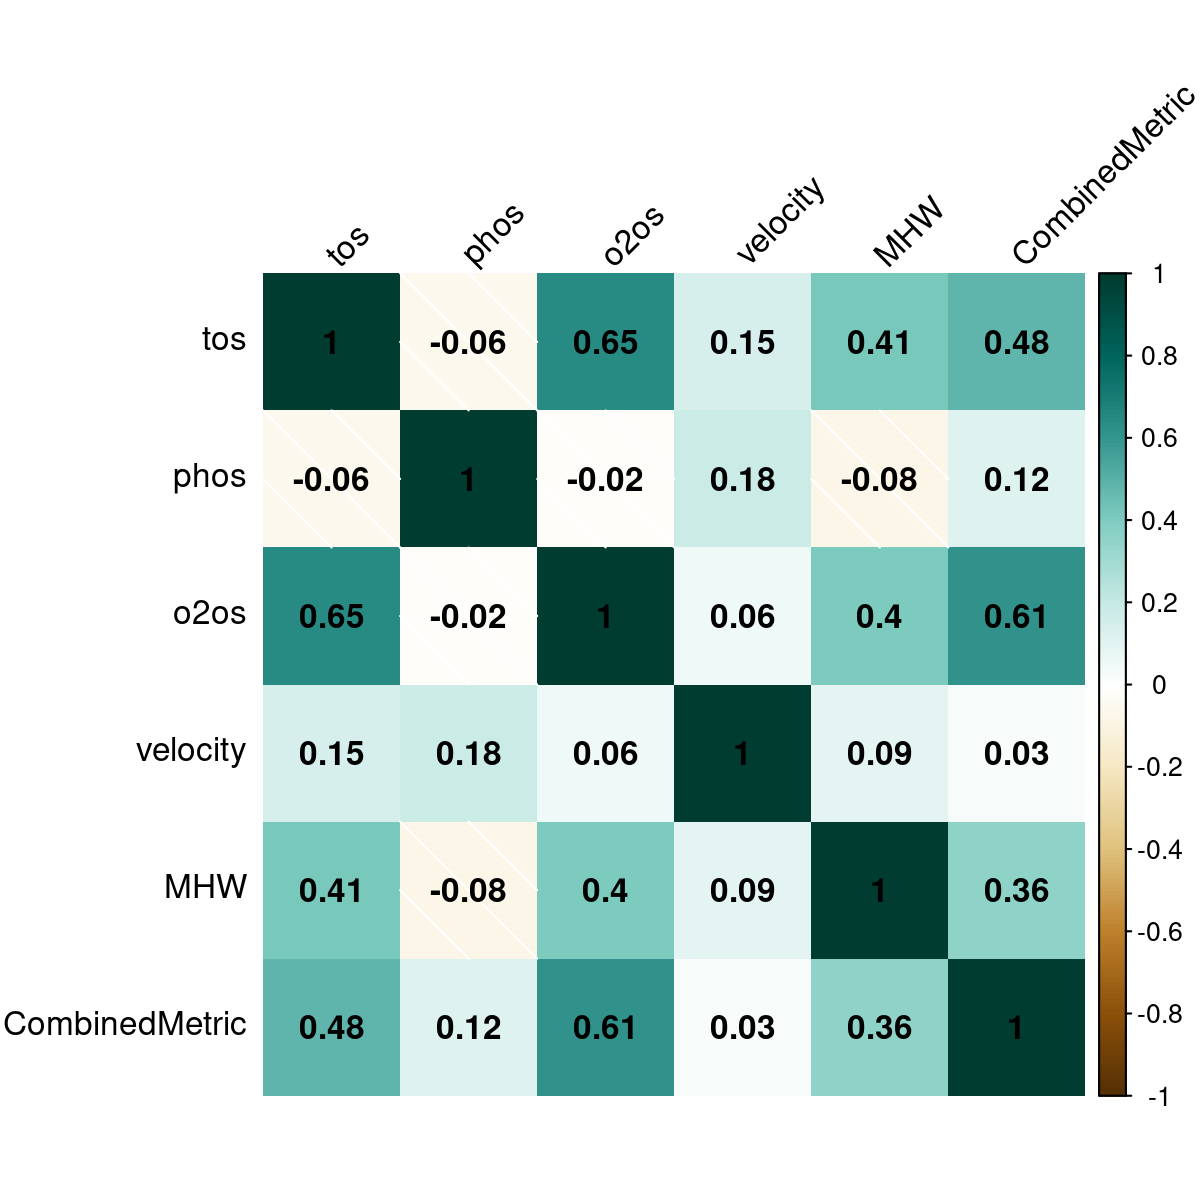 tos phos o2os velocity MHW CombinedMetric
tos 1 -0.06 0.65 0.15 0.41 0.48
phos -0.06 1 -0.02 0.18 -0.08 0.12
o2os 0.65 -0.02 1 0.06 0.4 0.61
velocity 0.15 0.18 0.06 1 0.09 0.03
MHW 0.41 -0.08 0.4 0.09 1 0.36
CombinedMetric 0.48 0.12 0.61 0.03 0.36 1
1
0.8
0.6
0.4
0.2
0
-0.2
-0.4
-0.6
-0.8
-1